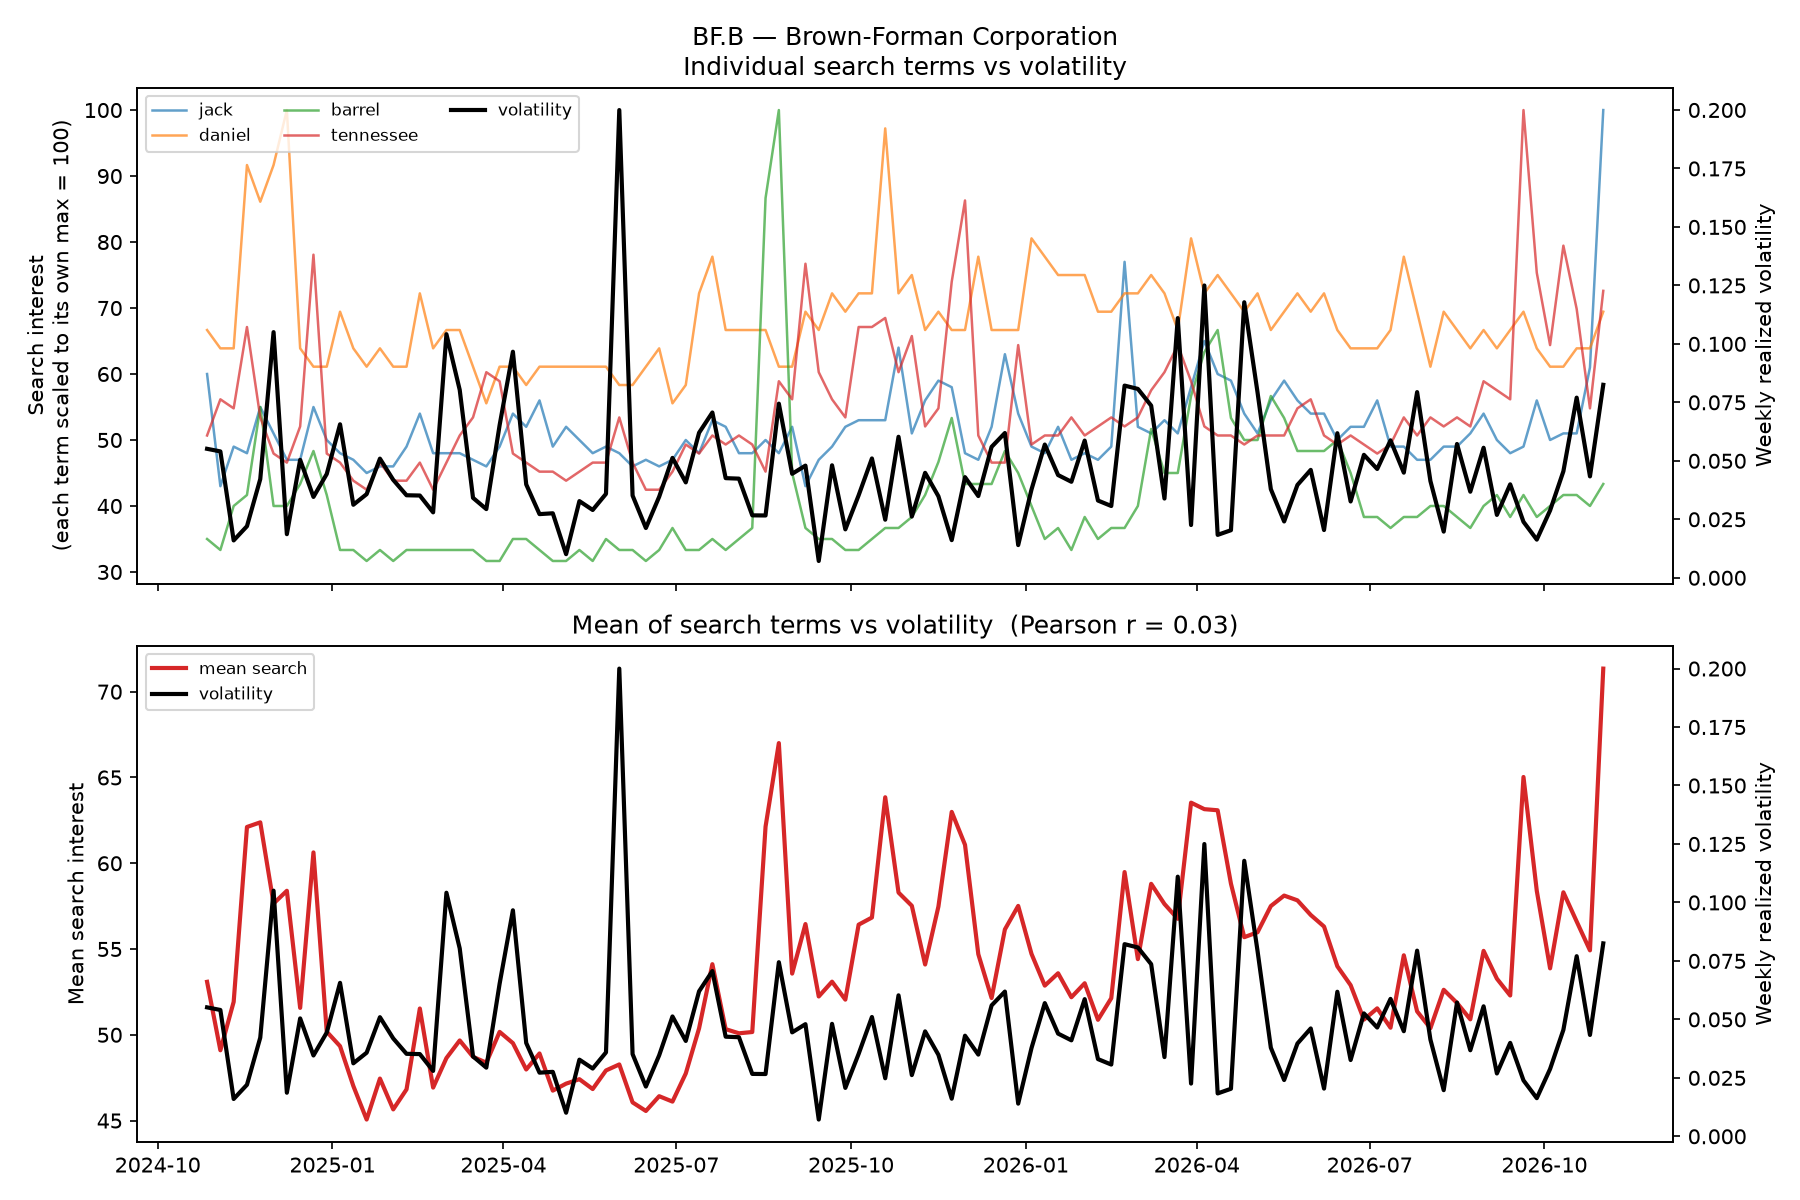 BF.B — Brown-Forman Corporation
Individual search terms vs volatility
jack
daniel
barrel
tennessee
volatility
Search interest
(each term scaled to its own max = 100)
100
90
80
70
60
50
40
30
0.200
0.175
0.150
0.125
0.100
0.075
0.050
0.025
0.000
Weekly realized volatility
Mean of search terms vs volatility (Pearson r = 0.03)
mean search
volatility
Mean search interest
70
65
60
55
50
45
0.200
0.175
0.150
0.125
0.100
0.075
0.050
0.025
0.000
Weekly realized volatility
2024-10 2025-01 2025-04 2025-07 2025-10 2026-01 2026-04 2026-07 2026-10